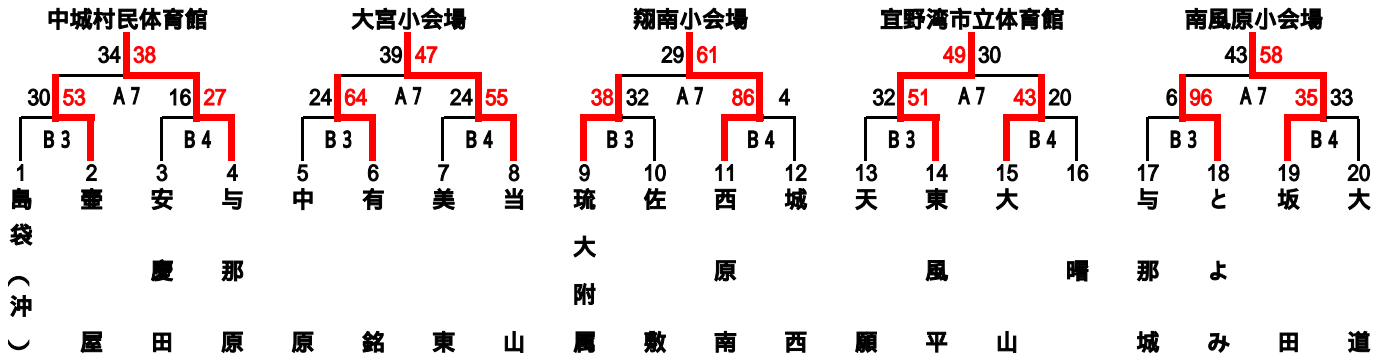 中城村民体育館 大宮小会場 翔南小会場 宜野湾市立体育館 南風原小会場
34 38 39 47 29 61 49 30 43 58
30 53 A7 16 27 24 64 A7 24 55 38 32 A7 86 4 32 51 A7 43 20 6 96 A7 35 33
B3 B4 B3 B4 B3 B4 B3 B4 B3 B4
1 2 3 4 5 6 7 8 9 10 11 12 13 14 15 16 17 18 19 20
島袋(沖)
壷屋
安慶田
与那原
中原
有銘
美東
当山
琉大附属
佐敷
西原南
城西
天願
東風平
大山
曙
与那城
とよみ
坂田
大道